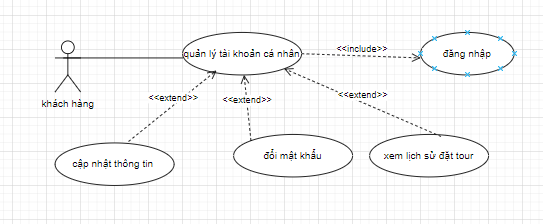 quản lý tài khoản cá nhân
<<include>>
đăng nhập
khách hàng
<<extend>>
<<extend>>
<<extend>>
cập nhật thông tin
đổi mật khẩu
xem lịch sử đặt tour